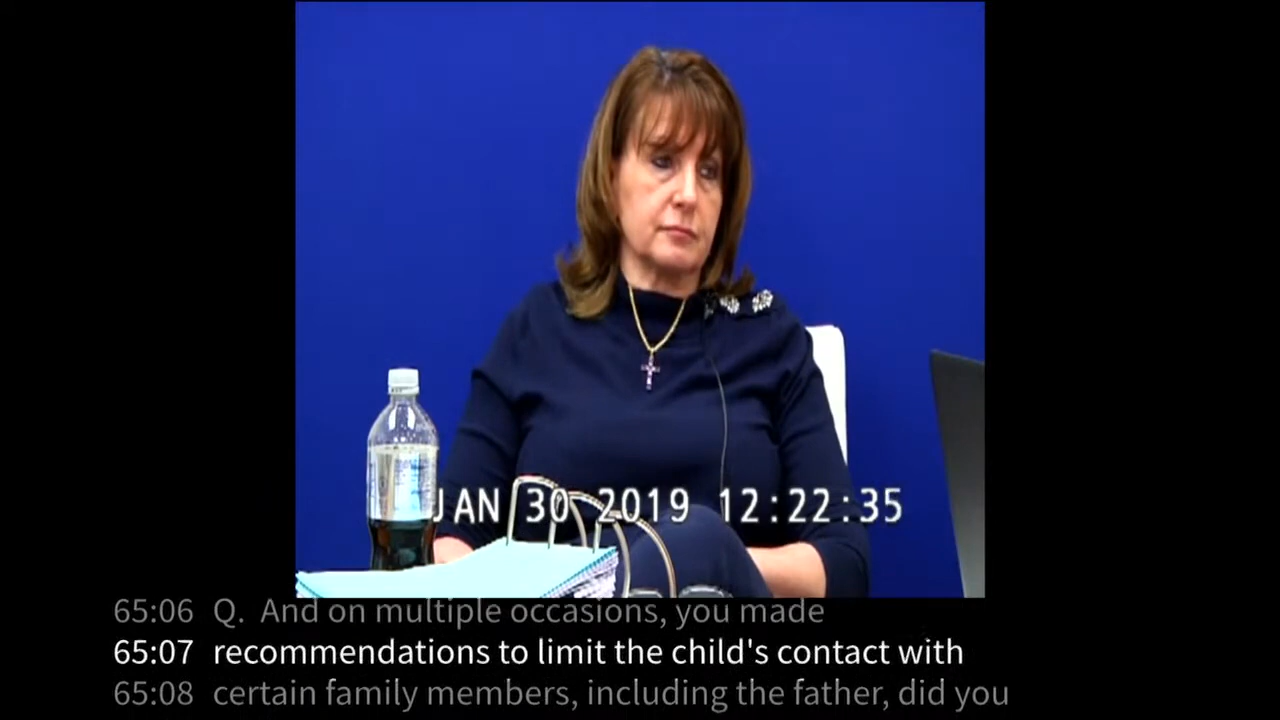 JAN 30 2019 12:22:35
65:06 Q. And on multiple occasions, you made
65:07 recommendations to limit the child's contact with
65:08 certain family members, including the father, did you